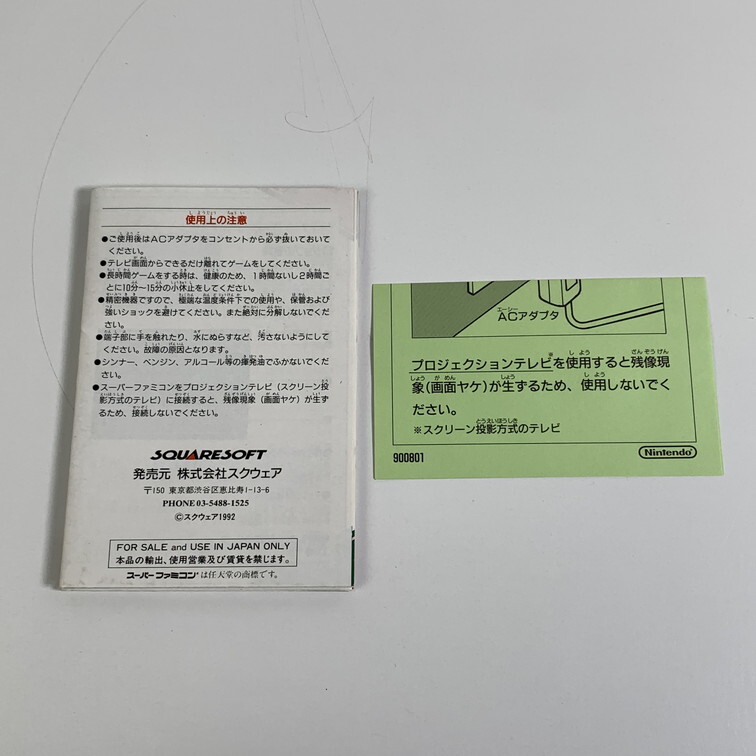 使用上の注意
●ご使用後はACアダプタをコンセントから必ず抜いておいて
ください。
●テレビ画面からできるだけ離れてゲームをしてください。
●長時間ゲームをする時は、健康のため、1時間ないし2時間ご
とに10分〜15分の小休止をしてください。
●精密機器ですので、極端な温度条件下での使用や、保管および
強いショックを避けてください。また絶対に分解しないでくだ
さい。
●端子部に手を触れたり、水にぬらすなど、汚さないようにして
ください。故障の原因となります。
●シンナー、ベンジン、アルコール等の揮発油でふかないでくだ
さい。
●スーパーファミコンをプロジェクションテレビ(スクリーン投
影方式のテレビ)に接続すると、残像現象(画面ヤケ)が生ず
るため、接続しないでください。
SQUARESOFT
発売元 株式会社スクウェア
〒150 東京都渋谷区恵比寿1-13-6
PHONE 03-5488-1525
©スクウェア1992
FOR SALE and USE IN JAPAN ONLY
本品の輸出、使用営業及び賃貸を禁じます。
スーパーファミコンは任天堂の商標です。
エーシー
ACアダプタ
プロジェクションテレビ※を使用すると残像現
象(画面ヤケ)が生ずるため、使用しないでく
ださい。
※スクリーン投影方式のテレビ
900801
Nintendo